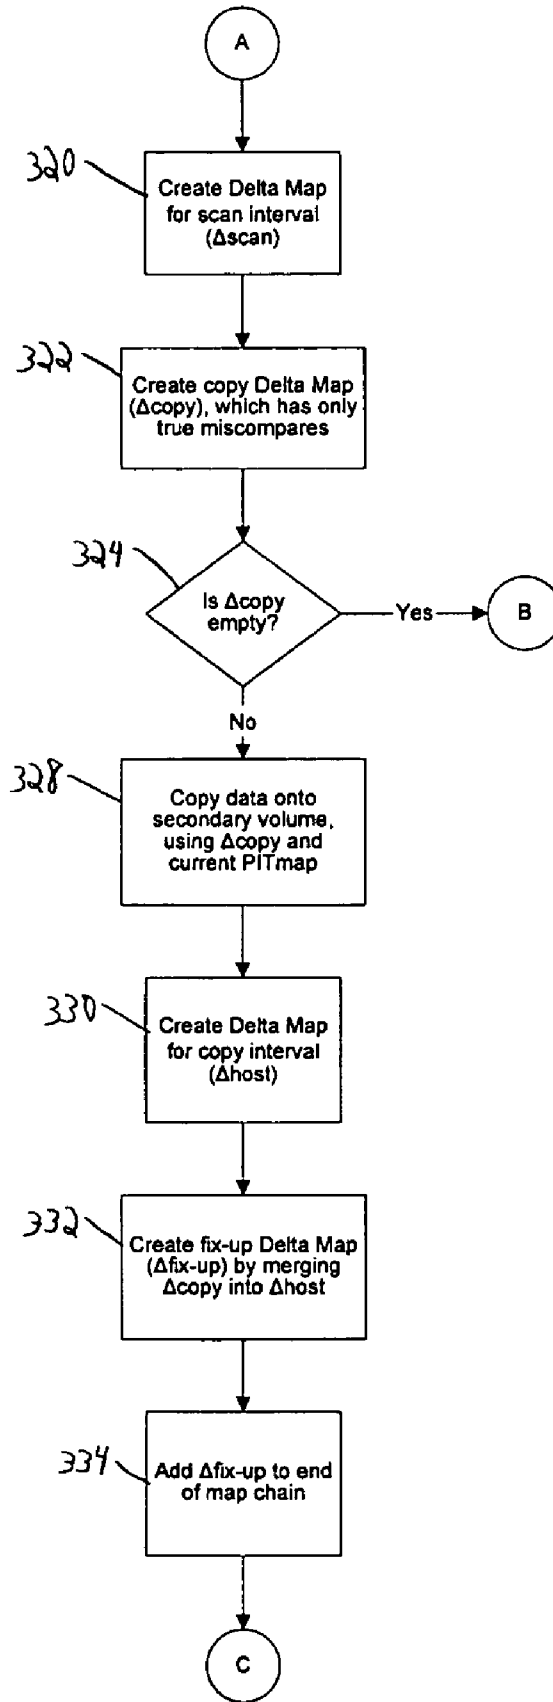 A
320
Create Delta Map
for scan interval
(Δscan)
322
Create copy Delta Map
(Δcopy), which has only
true miscompares
324
Is Δcopy
empty?
Yes
B
No
328
Copy data onto
secondary volume,
using Δcopy and
current PITmap
330
Create Delta Map
for copy interval
(Δhost)
332
Create fix-up Delta Map
(Δfix-up) by merging
Δcopy into Δhost
334
Add Δfix-up to end
of map chain
C